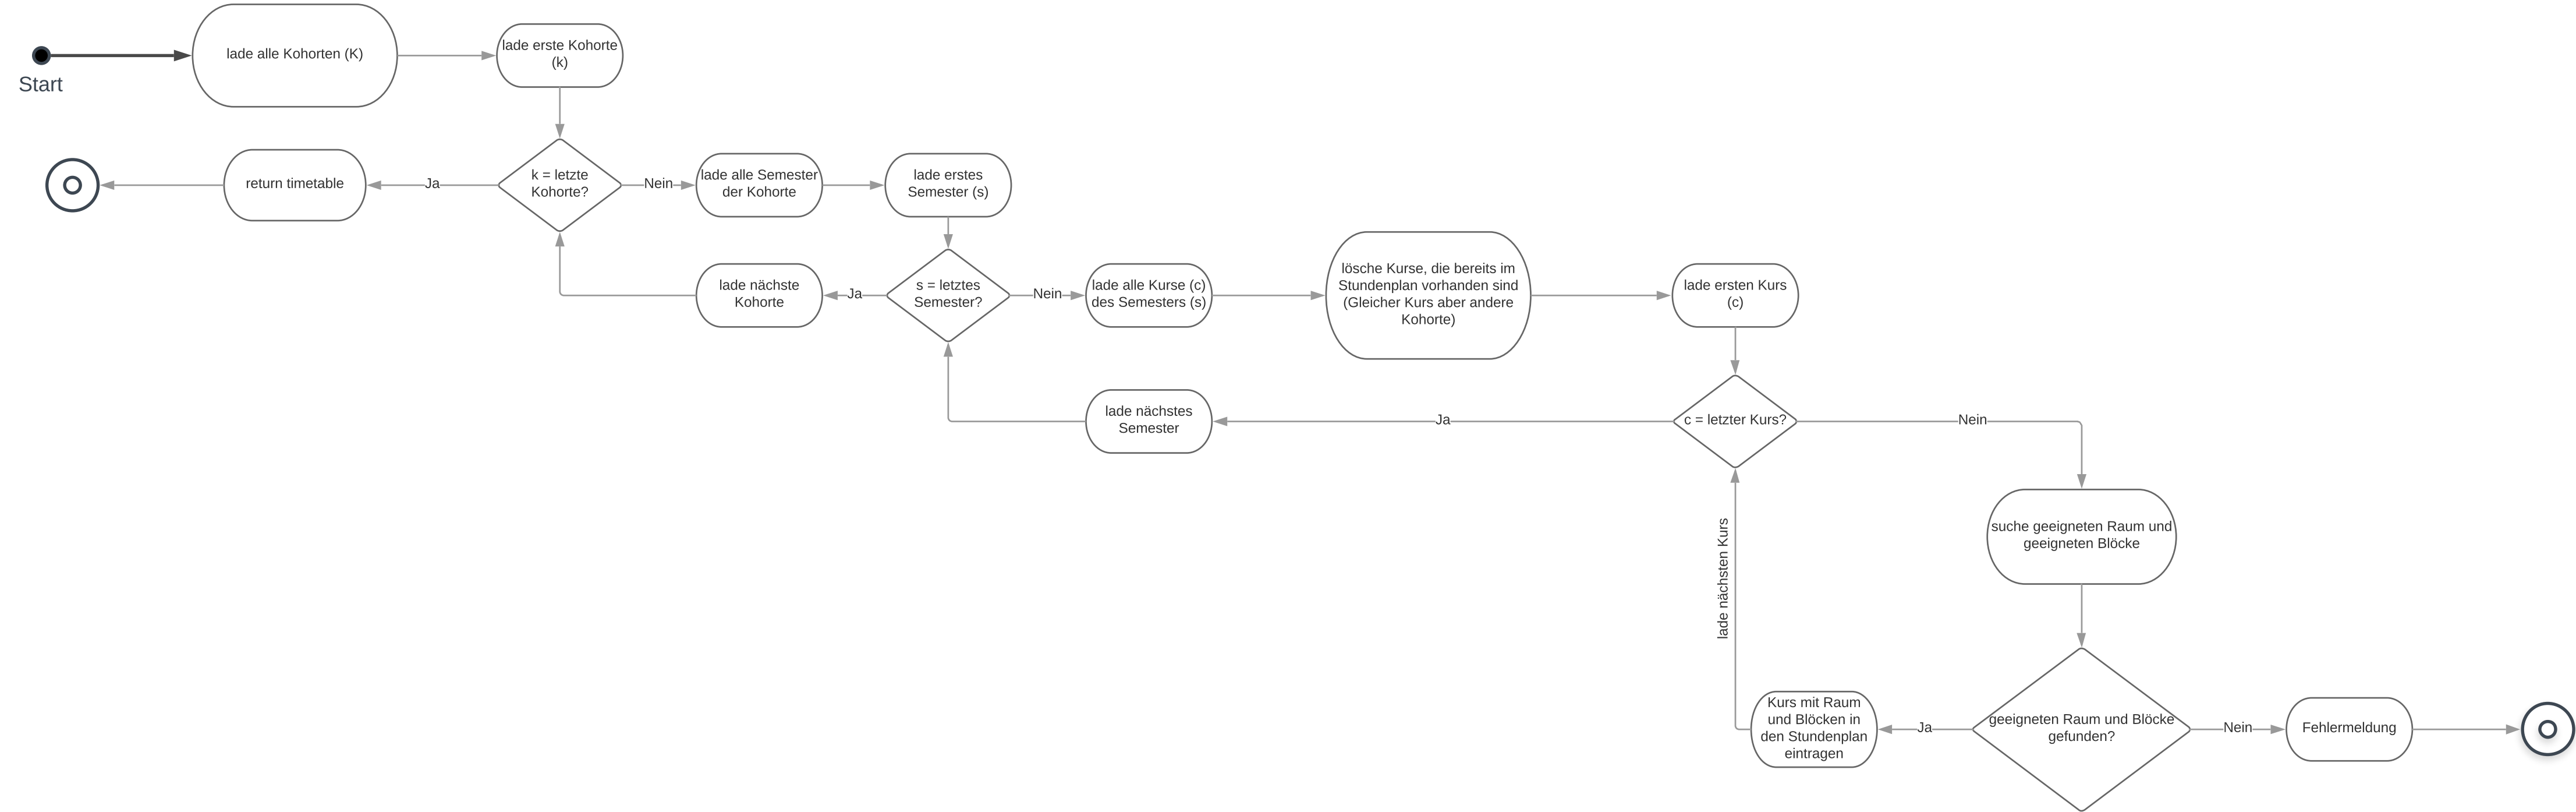 lade alle Kohorten (K)
lade erste Kohorte
(k)
Start
return timetable
Ja
k = letzte
Kohorte?
Nein
lade alle Semester
der Kohorte
lade erstes
Semester (s)
lade nächste
Kohorte
Ja
s = letztes
Semester?
Nein
lade alle Kurse (c)
des Semesters (s)
lösche Kurse, die bereits im
Stundenplan vorhanden sind
(Gleicher Kurs aber andere
Kohorte)
lade ersten Kurs
(c)
lade nächstes
Semester
Ja
c = letzter Kurs?
Nein
suche geeigneten Raum und
geeigneten Blöcke
lade nächsten Kurs
Kurs mit Raum
und Blöcken in
den Stundenplan
eintragen
Ja
geeigneten Raum und Blöcke
gefunden?
Nein
Fehlermeldung